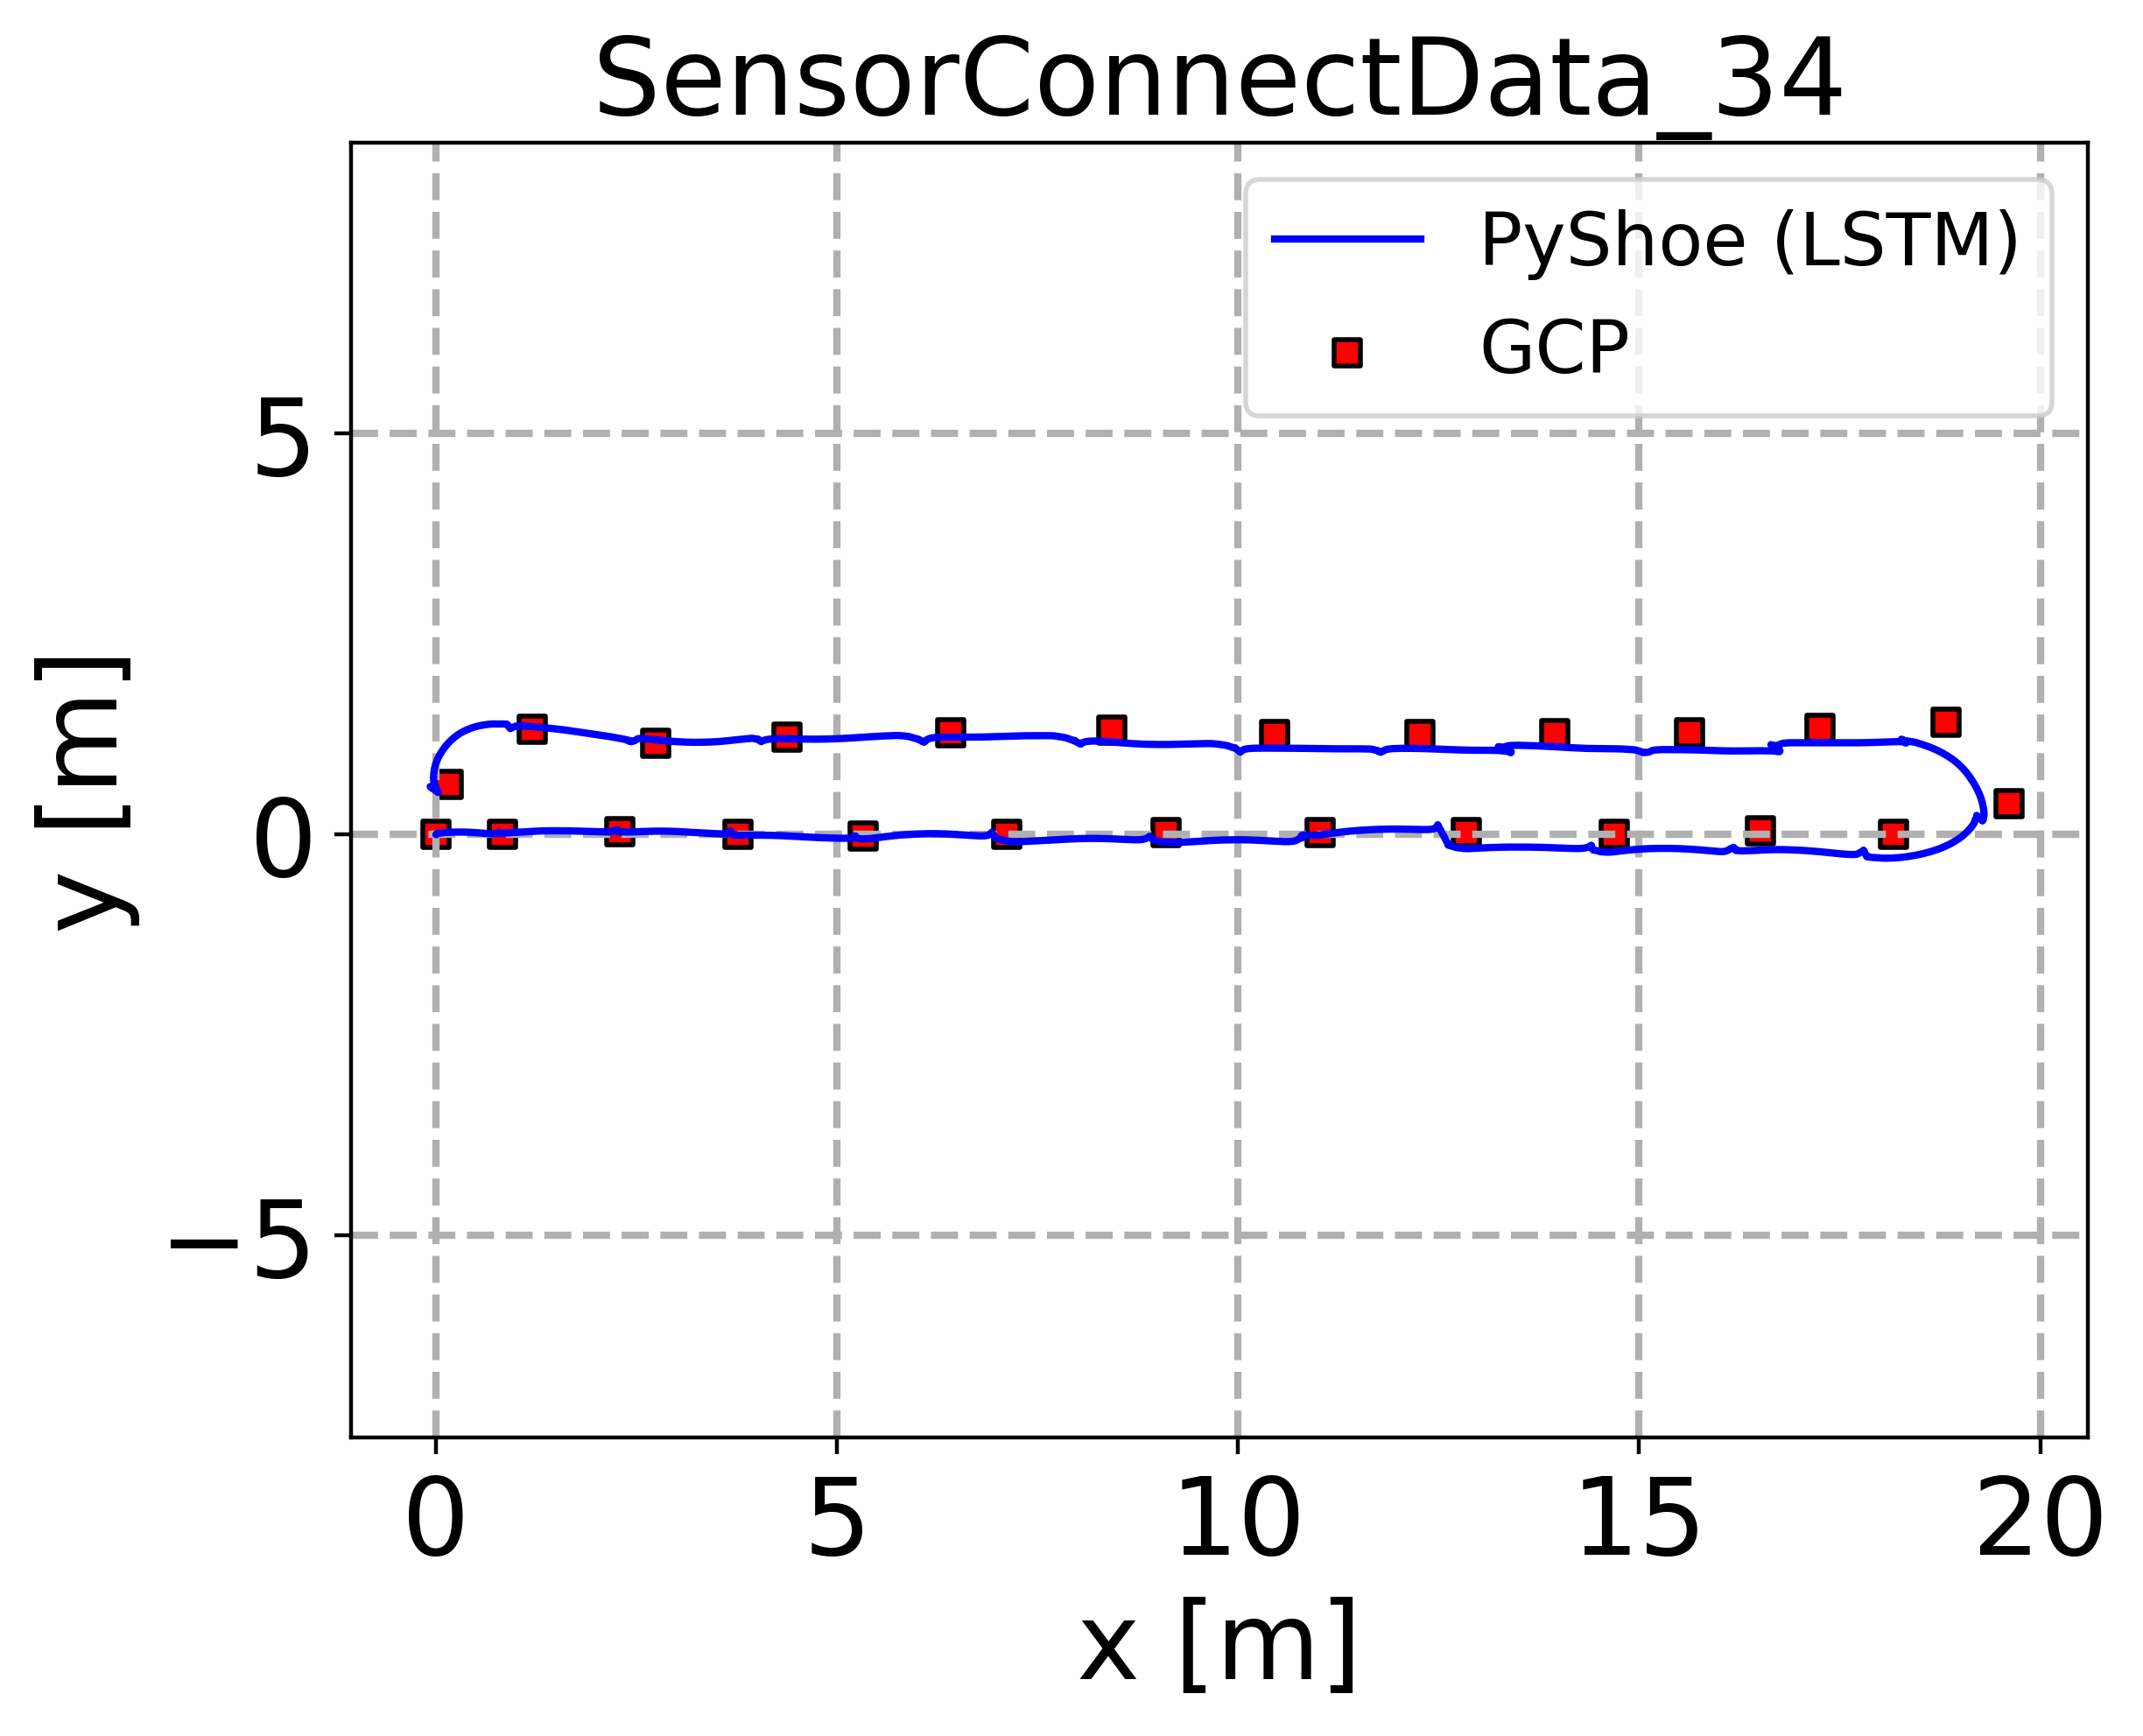 SensorConnectData_34
PyShoe (LSTM)
GCP
y [m]
5
0
−5
0 5 10 15 20
x [m]